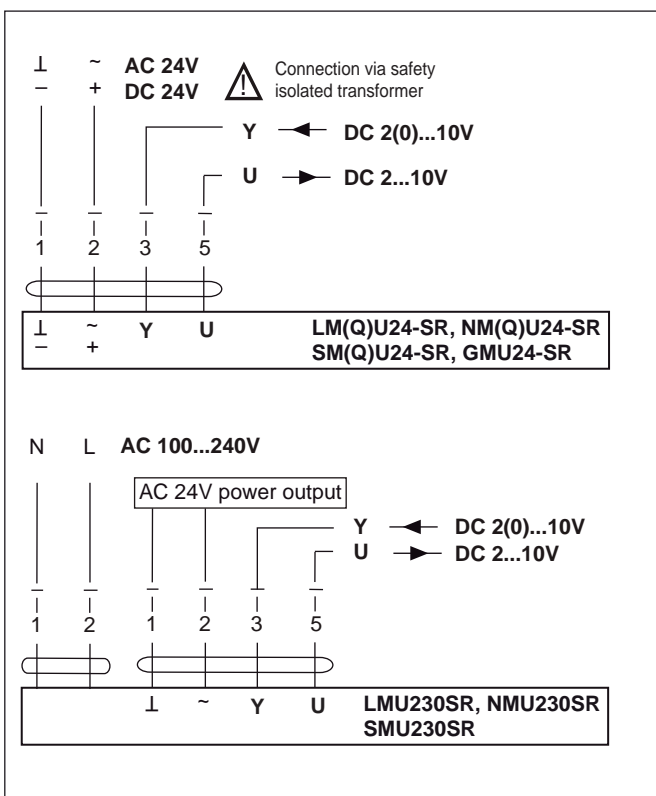 ⊥ ~ AC 24V
– + DC 24V
Connection via safety
isolated transformer
Y DC 2(0)...10V
U DC 2...10V
1 2 3 5
⊥ ~ Y U LM(Q)U24-SR, NM(Q)U24-SR
– + SM(Q)U24-SR, GMU24-SR
N L AC 100...240V
AC 24V power output
Y DC 2(0)...10V
U DC 2...10V
1 2 1 2 3 5
⊥ ~ Y U LMU230SR, NMU230SR
SMU230SR